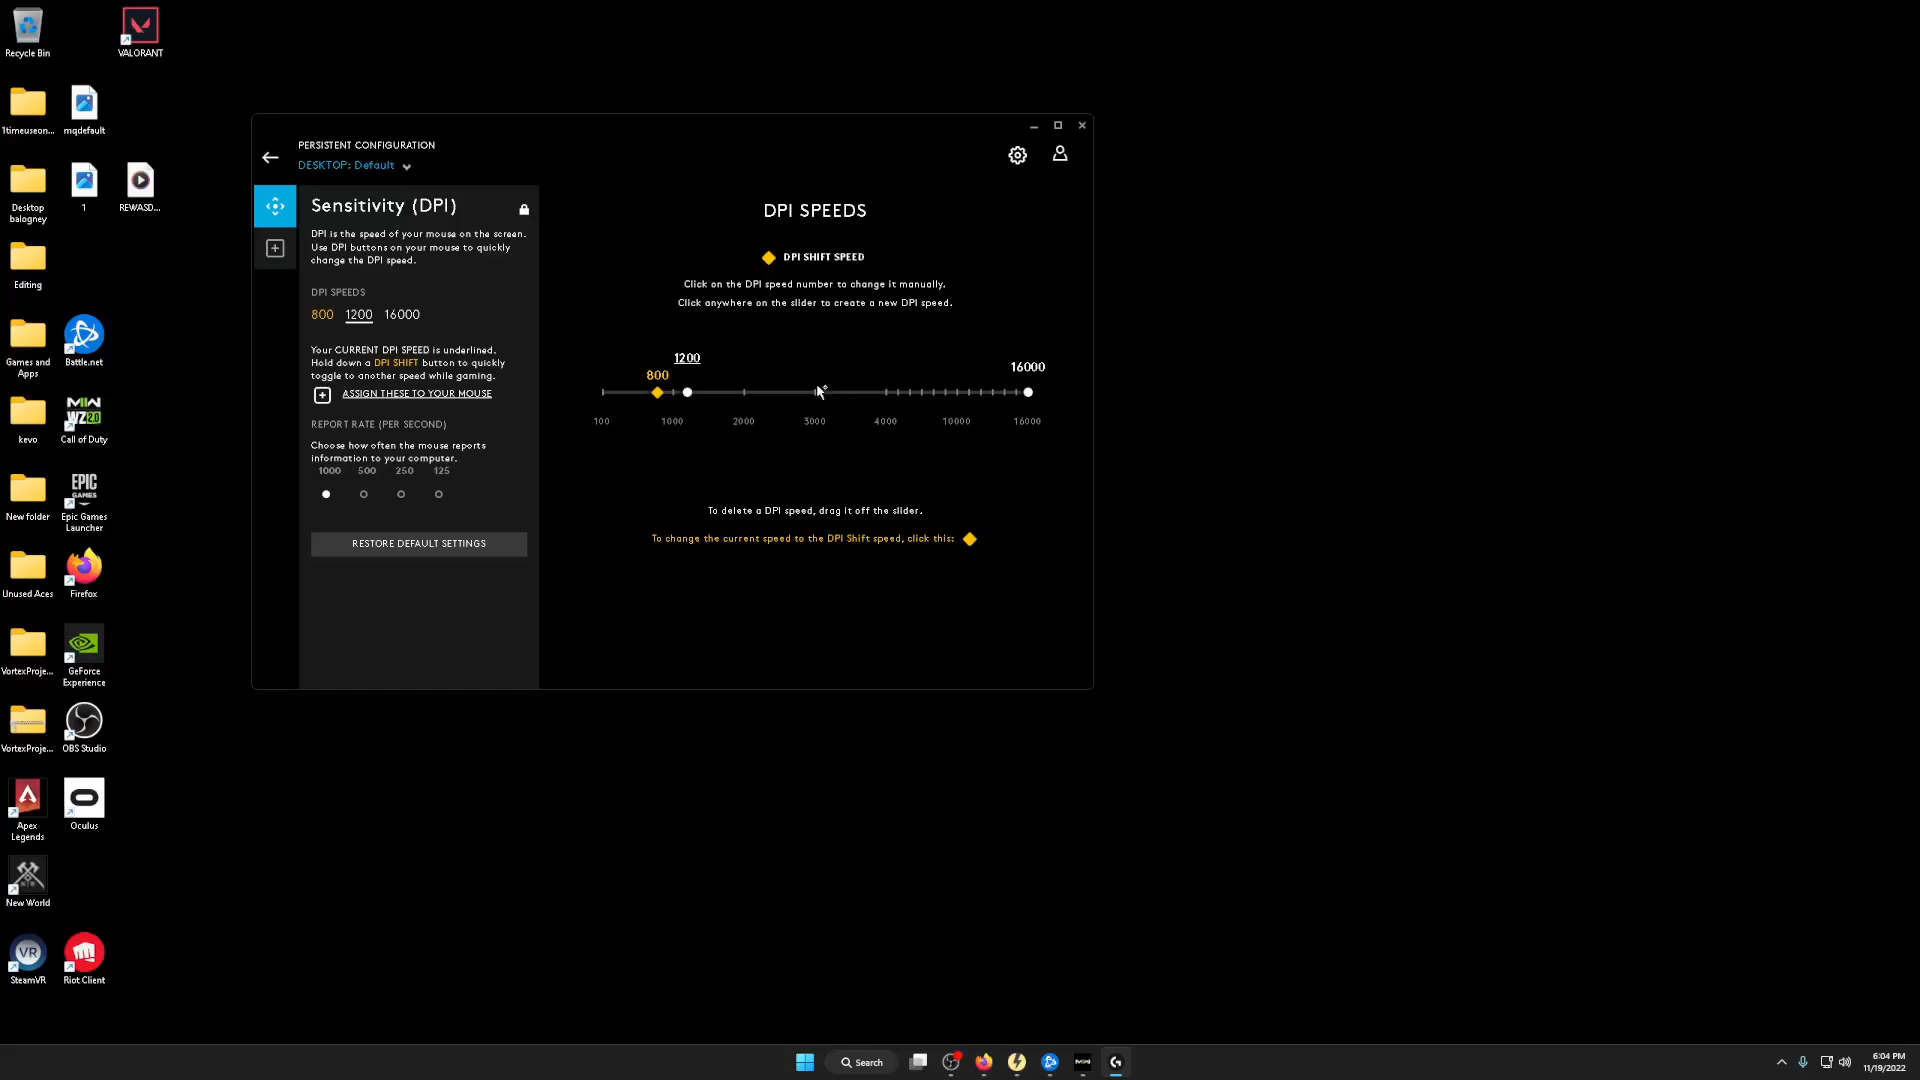 Recycle Bin
VALORANT
1timeuseon...
mqdefault
Desktop
balogney
1
REWASD...
Editing
Games and
Apps
Battle.net
kevo
MWII
WZ 2.0
Call of Duty
New folder
EPIC
GAMES
Epic Games
Launcher
Unused Aces
Firefox
VortexProje...
GeForce
Experience
VortexProje...
OBS Studio
Apex
Legends
Oculus
New World
VR
SteamVR
Riot Client
PERSISTENT CONFIGURATION
DESKTOP: Default
Sensitivity (DPI)
DPI is the speed of your mouse on the screen.
Use DPI buttons on your mouse to quickly
change the DPI speed.
DPI SPEEDS
800 1200 16000
Your CURRENT DPI SPEED is underlined.
Hold down a DPI SHIFT button to quickly
toggle to another speed while gaming.
ASSIGN THESE TO YOUR MOUSE
REPORT RATE (PER SECOND)
Choose how often the mouse reports
information to your computer.
1000 500 250 125
RESTORE DEFAULT SETTINGS
DPI SPEEDS
DPI SHIFT SPEED
Click on the DPI speed number to change it manually.
Click anywhere on the slider to create a new DPI speed.
1200
16000
800
100 1000 2000 3000 4000 10000 16000
To delete a DPI speed, drag it off the slider.
To change the current speed to the DPI Shift speed, click this:
Search
6:04 PM
11/19/2022